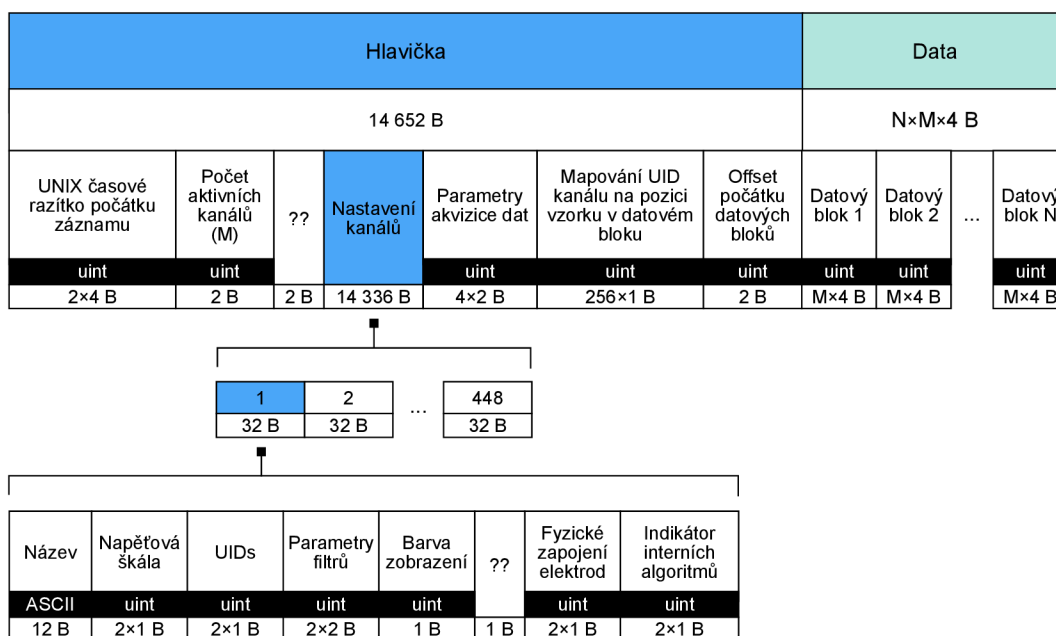 Hlavička
Data
14 652 B
N×M×4 B
UNIX časové
razítko počátku
záznamu
Počet
aktivních
kanálů
(M)
??
Nastavení
kanálů
Parametry
akvizice dat
Mapování UID
kanálu na pozici
vzorku v datovém
bloku
Offset
počátku
datových
bloků
Datový
blok 1
Datový
blok 2
...
Datový
blok N
uint
uint
uint
uint
uint
uint
uint
uint
2×4 B
2 B
2 B
14 336 B
4×2 B
256×1 B
2 B
M×4 B
M×4 B
M×4 B
1
2
...
448
32 B
32 B
32 B
Název
Napěťová
škála
UIDs
Parametry
filtrů
Barva
zobrazení
??
Fyzické
zapojení
elektrod
Indikátor
interních
algoritmů
ASCII
uint
uint
uint
uint
uint
uint
12 B
2×1 B
2×1 B
2×2 B
1 B
1 B
2×1 B
2×1 B